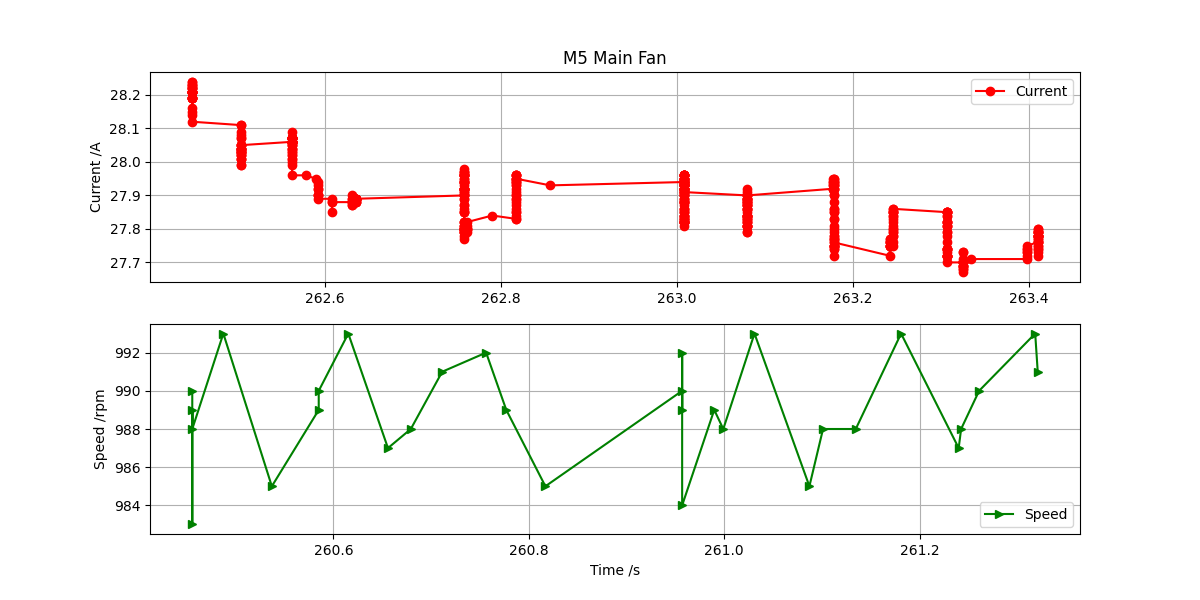 M5 Main Fan
28.2
28.1
28.0
27.9
27.8
27.7
Current /A
Current
262.6 262.8 263.0 263.2 263.4
992
990
988
986
984
Speed /rpm
Speed
260.6 260.8 261.0 261.2
Time /s